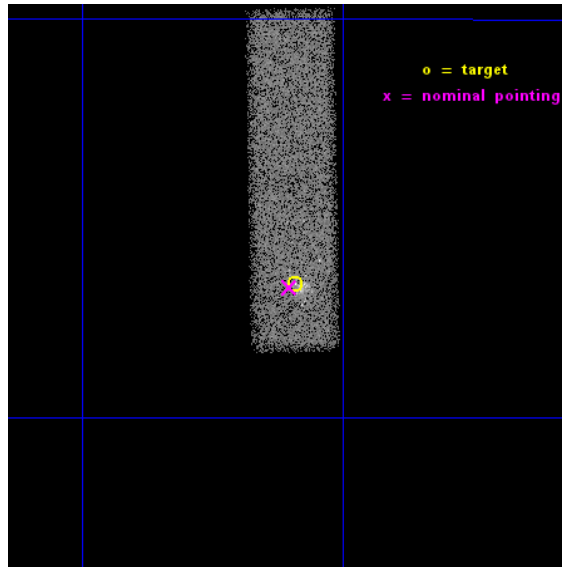 o = target
x = nominal pointing